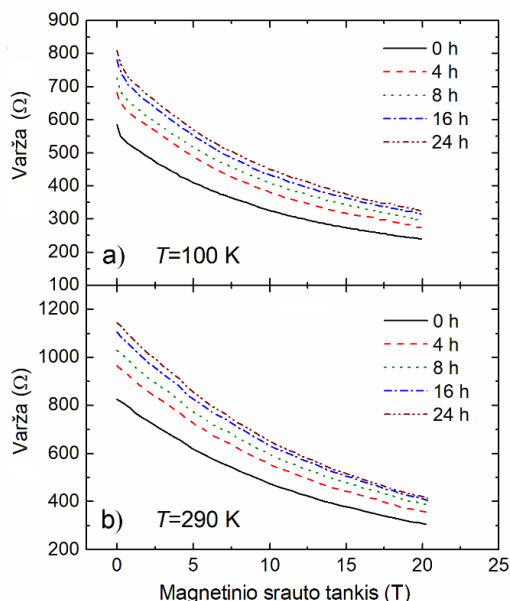 900
800
700
600
500
400
300
200
100
Varža (Ω)
0 h
4 h
8 h
16 h
24 h
a) T=100 K
1200
1000
800
600
400
200
Varža (Ω)
0 h
4 h
8 h
16 h
24 h
b) T=290 K
0 5 10 15 20 25
Magnetinio srauto tankis (T)